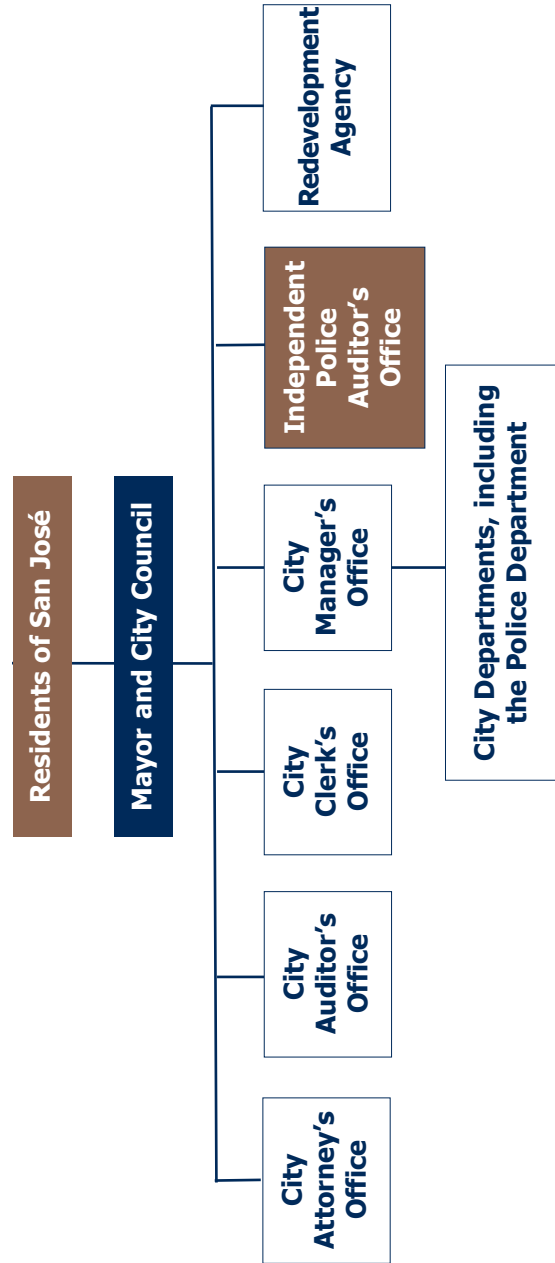 Residents of San José
Mayor and City Council
City
Attorney’s
Office
City
Auditor’s
Office
City
Clerk’s
Office
City
Manager’s
Office
Independent
Police
Auditor’s
Office
Redevelopment
Agency
City Departments, including
the Police Department